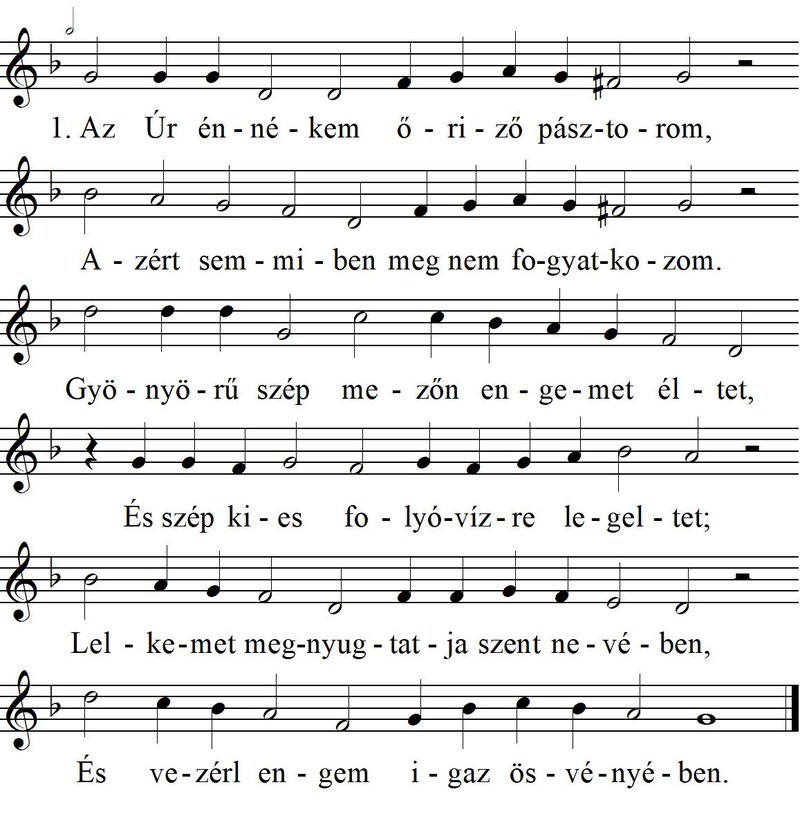 1. Az Úr én-né-kem ő-ri-ző pász-to-rom,
A-zért sem-mi-ben meg nem fo-gyat-ko-zom.
Gyö-nyö-rű szép me-zőn en-ge-met él-tet,
És szép ki-es fo-lyó-víz-re le-gel-tet;
Lel-ke-met meg-nyug-tat-ja szent ne-vé-ben,
És ve-zérl en-gem i-gaz ös-vé-nyé-ben.